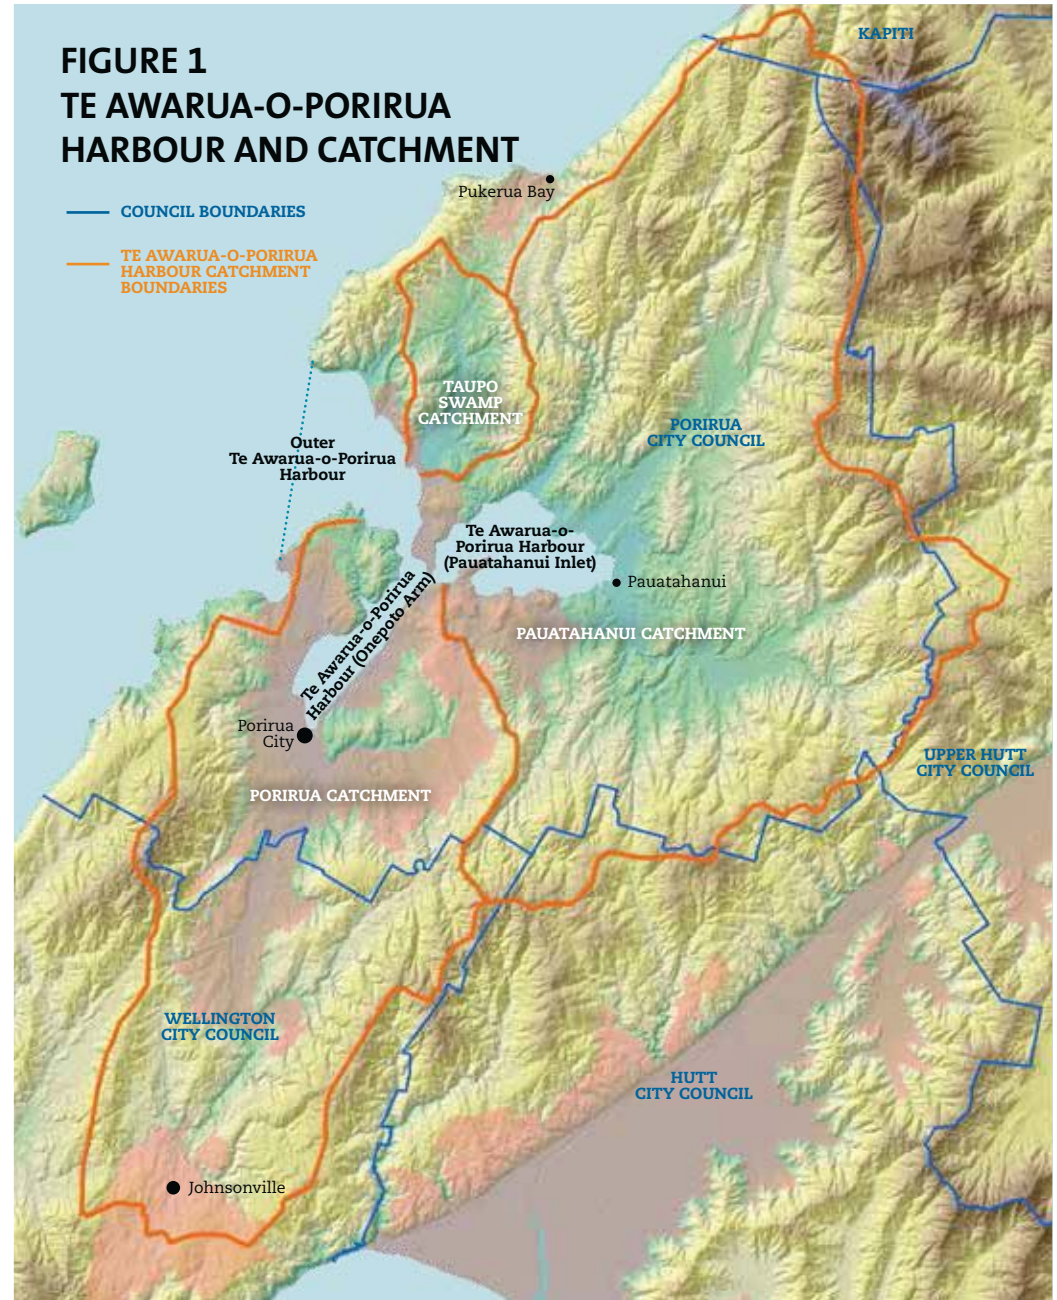 FIGURE 1
TE AWARUA-O-PORIRUA
HARBOUR AND CATCHMENT
COUNCIL BOUNDARIES
TE AWARUA-O-PORIRUA
HARBOUR CATCHMENT
BOUNDARIES
KAPITI
Pukerua Bay
TAUPO
SWAMP
CATCHMENT
PORIRUA
CITY COUNCIL
Outer
Te Awarua-o-Porirua
Harbour
Te Awarua-o-
Porirua Harbour
(Pauatahanui Inlet)
Pauatahanui
Te Awarua-o-Porirua
Harbour (Onepoto Arm)
PAUATAHANUI CATCHMENT
Porirua
City
UPPER HUTT
CITY COUNCIL
PORIRUA CATCHMENT
WELLINGTON
CITY COUNCIL
HUTT
CITY COUNCIL
Johnsonville